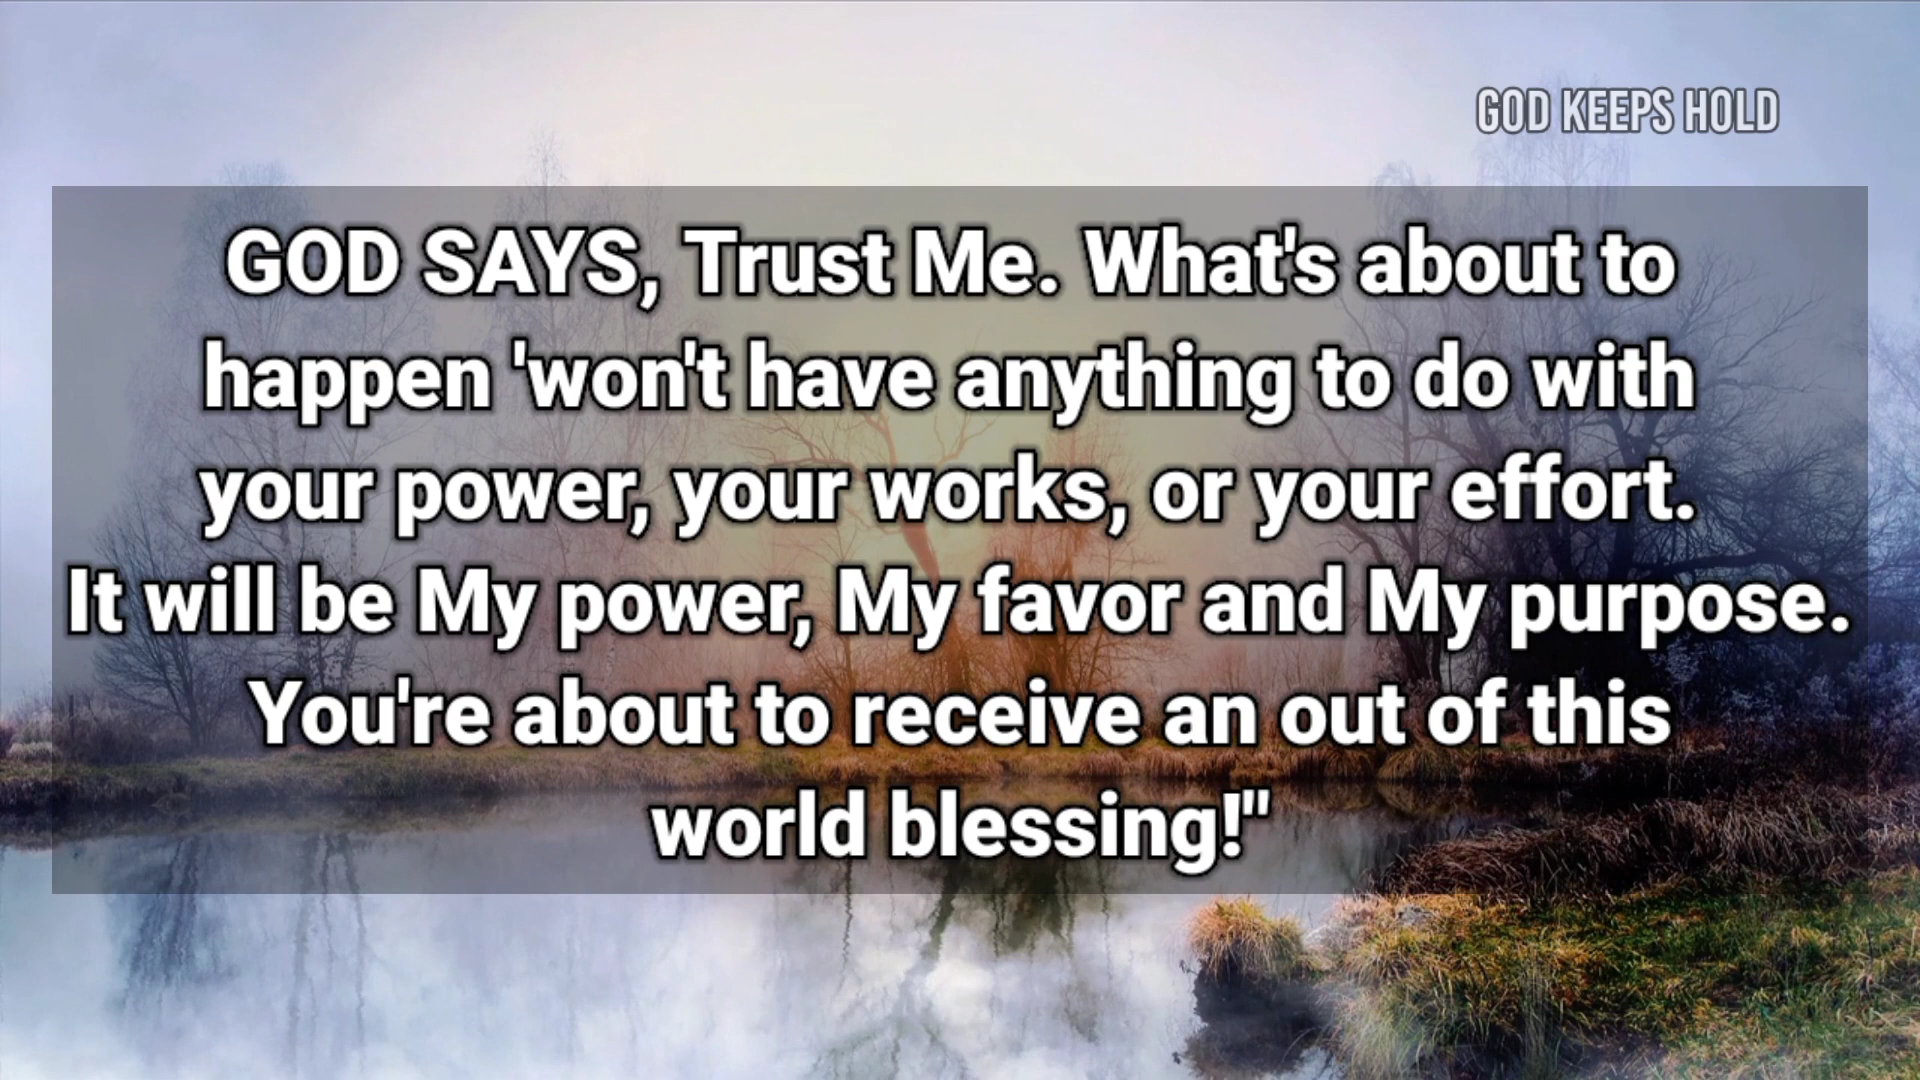 GOD KEEPS HOLD
GOD SAYS, Trust Me. What's about to
happen 'won't have anything to do with
your power, your works, or your effort.
It will be My power, My favor and My purpose.
You're about to receive an out of this
world blessing!"